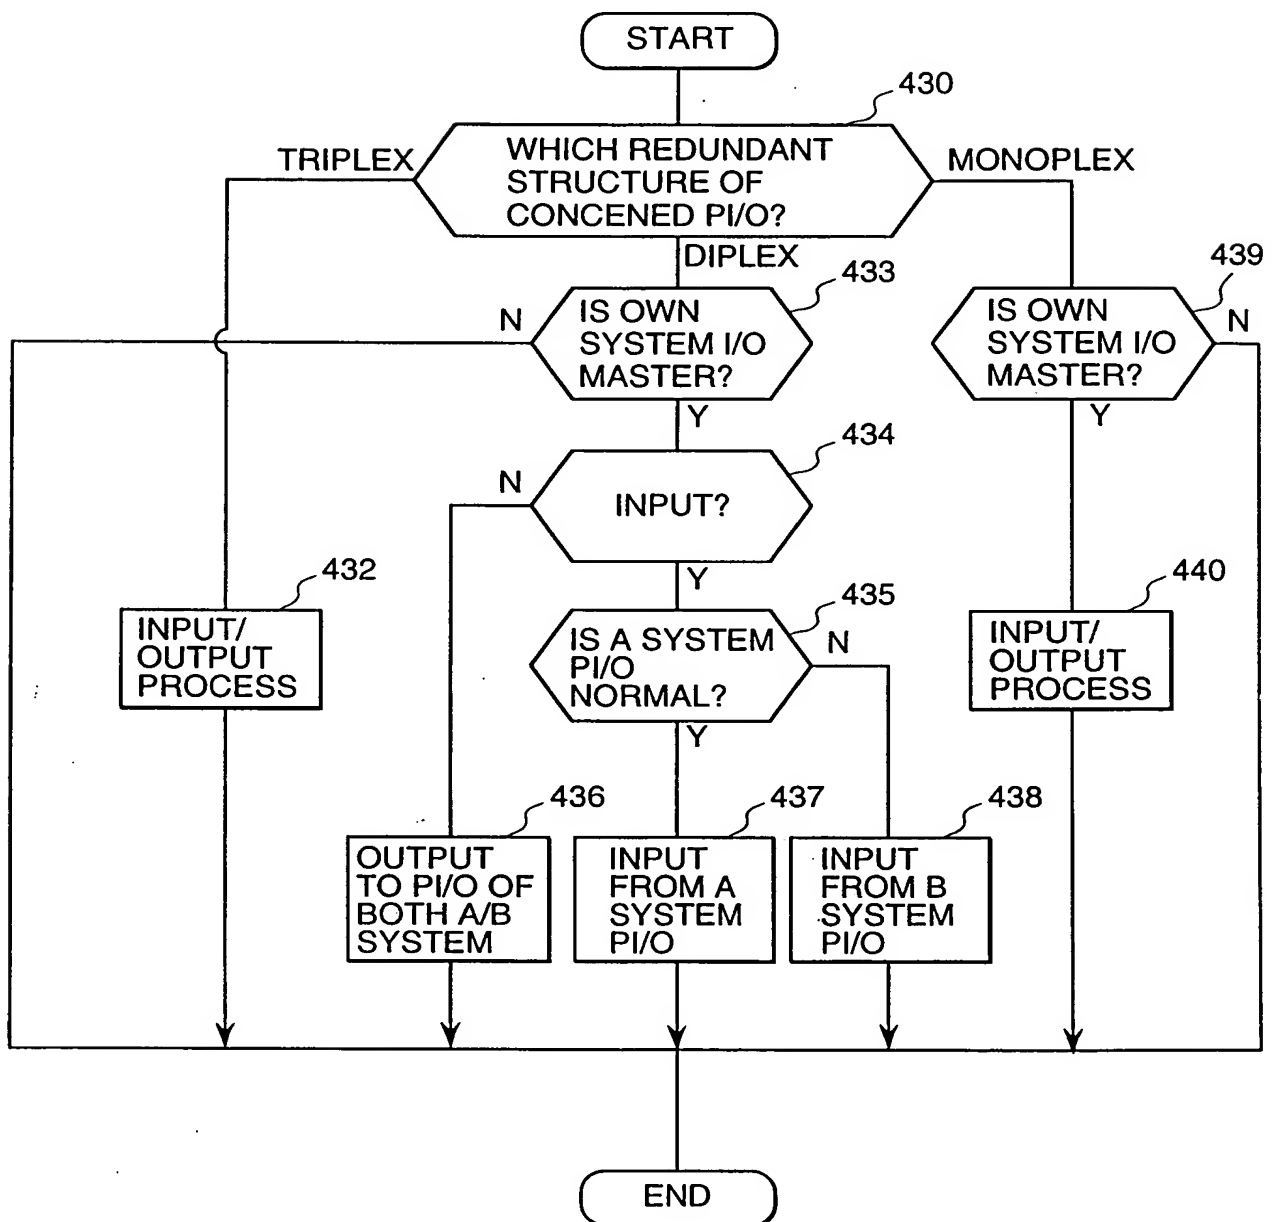 START
430
TRIPLEX
WHICH REDUNDANT
STRUCTURE OF
CONCENED PI/O?
MONOPLEX
DIPLEX
433
439
N
IS OWN
SYSTEM I/O
MASTER?
Y
IS OWN
SYSTEM I/O
MASTER?
N
Y
434
N
INPUT?
Y
432
INPUT/
OUTPUT
PROCESS
435
IS A SYSTEM
PI/O
NORMAL?
N
Y
440
INPUT/
OUTPUT
PROCESS
436
OUTPUT
TO PI/O OF
BOTH A/B
SYSTEM
437
INPUT
FROM A
SYSTEM
PI/O
438
INPUT
FROM B
SYSTEM
PI/O
END